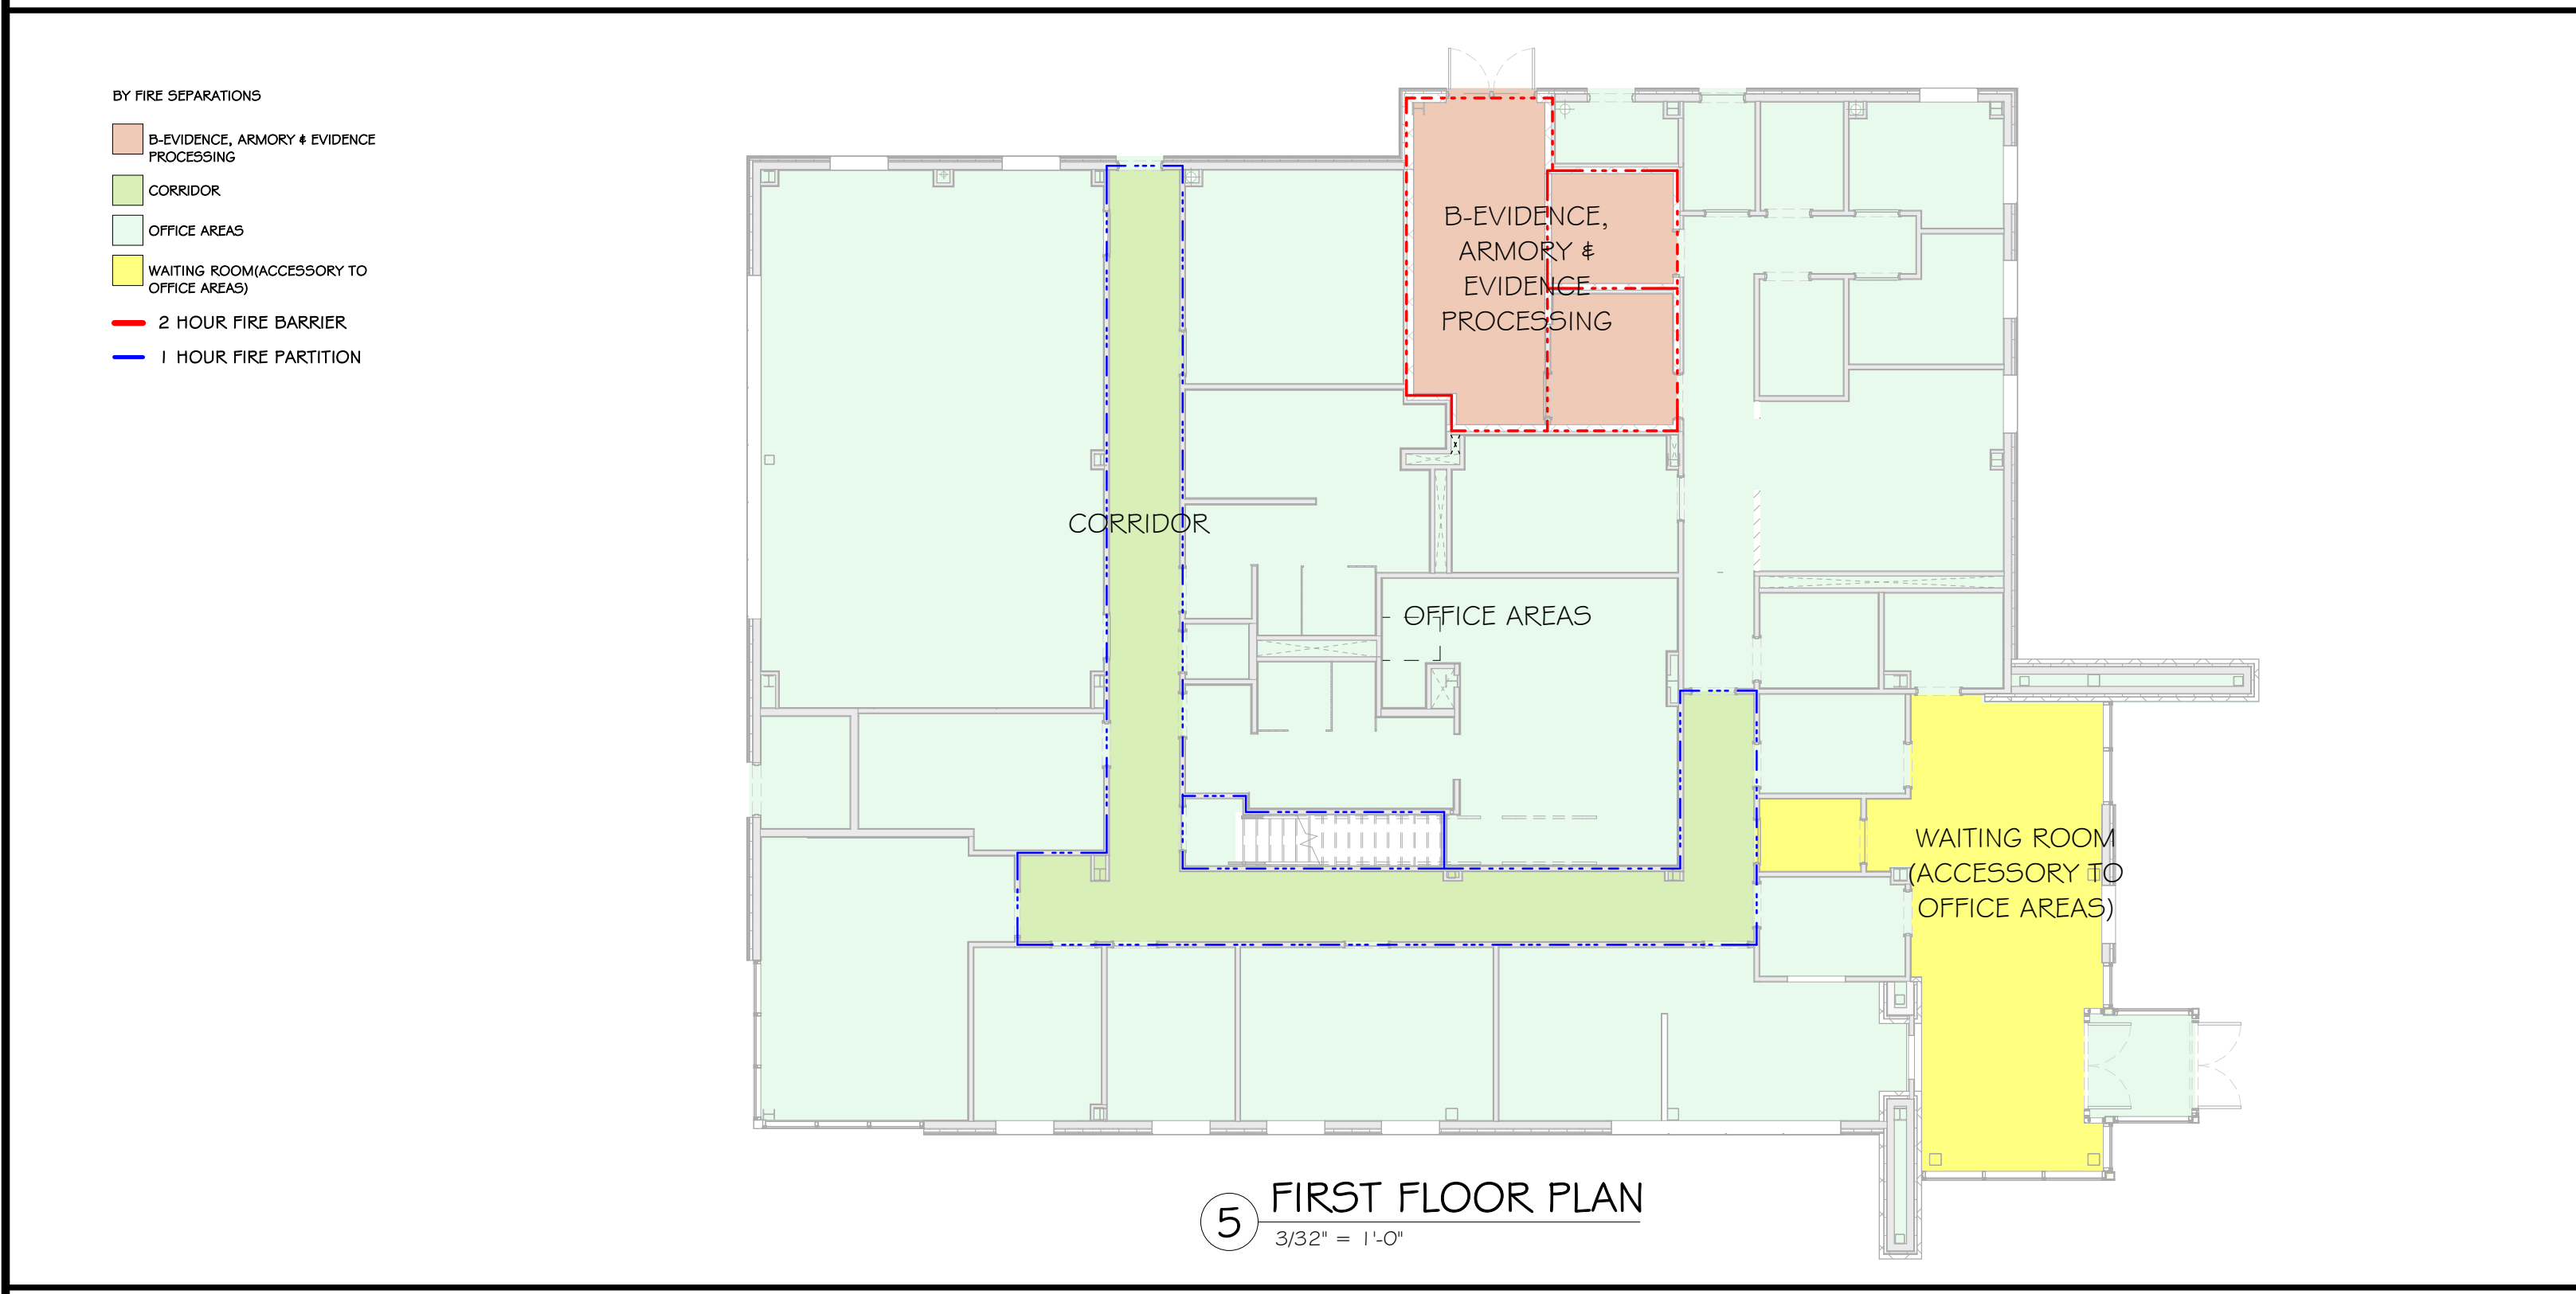 BY FIRE SEPARATIONS
B-EVIDENCE, ARMORY & EVIDENCE
PROCESSING
CORRIDOR
OFFICE AREAS
WAITING ROOM(ACCESSORY TO
OFFICE AREAS)
2 HOUR FIRE BARRIER
1 HOUR FIRE PARTITION
B-EVIDENCE,
ARMORY &
EVIDENCE
PROCESSING
CORRIDOR
OFFICE AREAS
WAITING ROOM
(ACCESSORY TO
OFFICE AREAS)
5 FIRST FLOOR PLAN
3/32" = 1'-0"